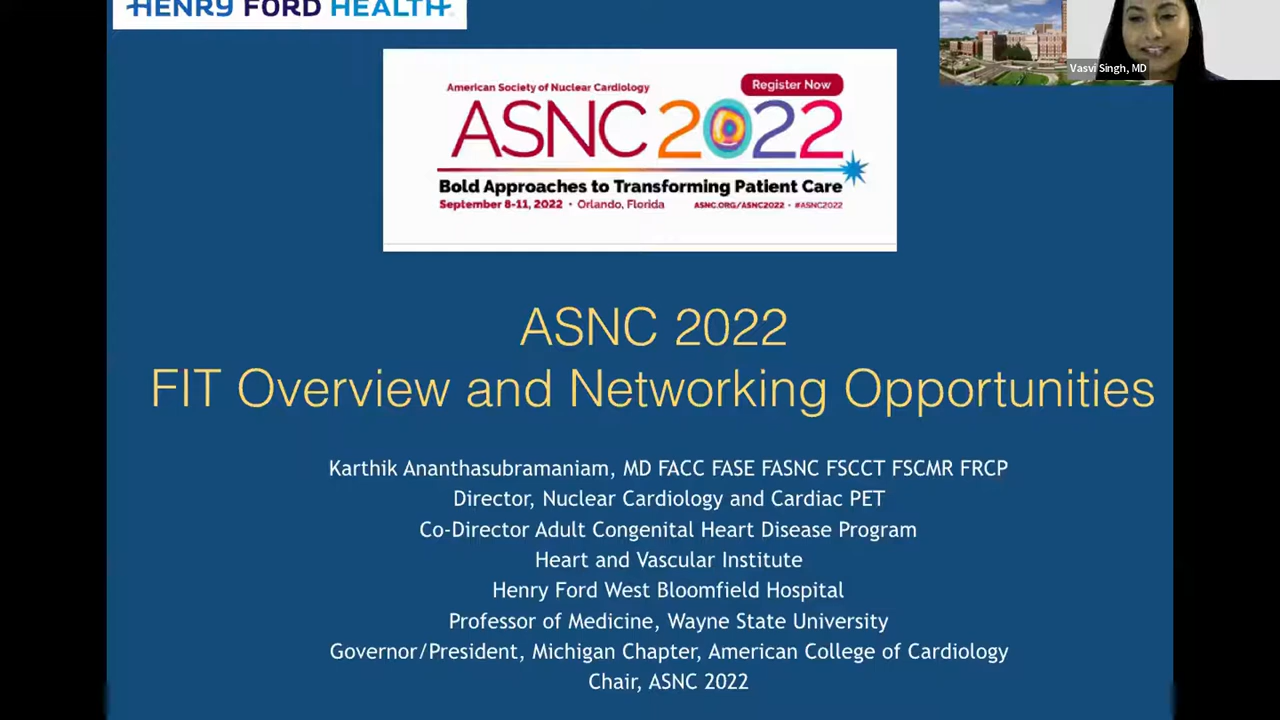 HENRY FORD HEALTH
Vasvi Singh, MD
American Society of Nuclear Cardiology
Register Now
ASNC 2022
Bold Approaches to Transforming Patient Care
September 8-11, 2022 • Orlando, Florida
ASNC.ORG/ASNC2022 • #ASNC2022
ASNC 2022
FIT Overview and Networking Opportunities
Karthik Ananthasubramaniam, MD FACC FASE FASNC FSCCT FSCMR FRCP
Director, Nuclear Cardiology and Cardiac PET
Co-Director Adult Congenital Heart Disease Program
Heart and Vascular Institute
Henry Ford West Bloomfield Hospital
Professor of Medicine, Wayne State University
Governor/President, Michigan Chapter, American College of Cardiology
Chair, ASNC 2022